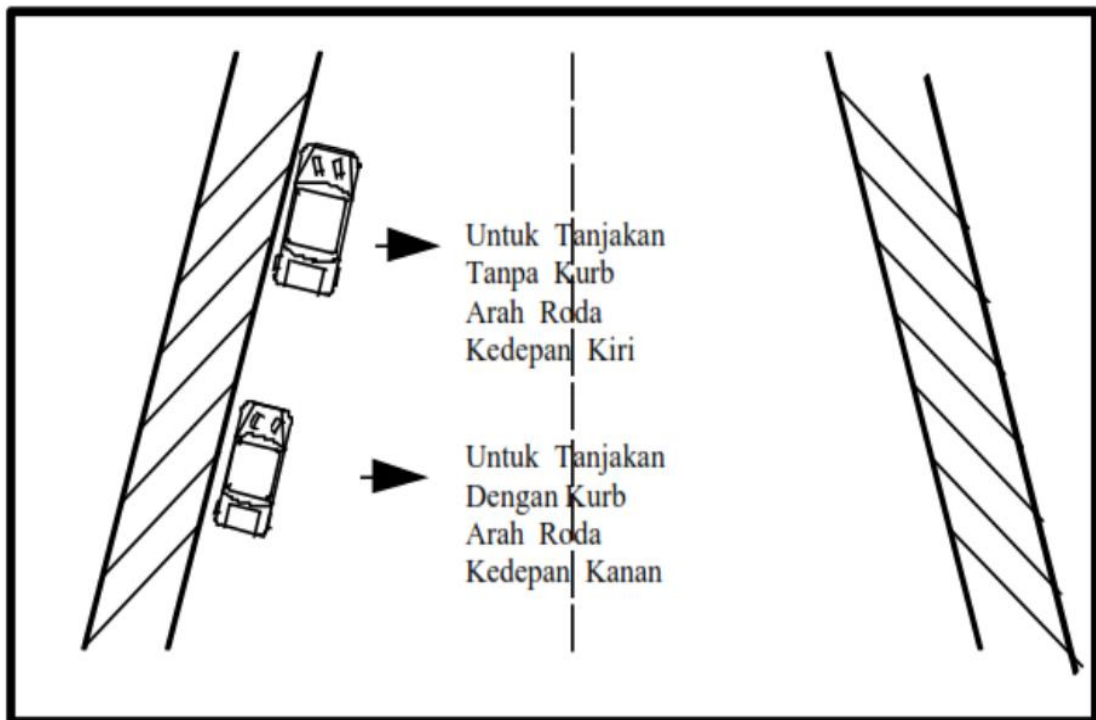 Untuk Tanjakan
Tanpa Kurb
Arah Roda
Kedepan Kiri
Untuk Tanjakan
Dengan Kurb
Arah Roda
Kedepan Kanan